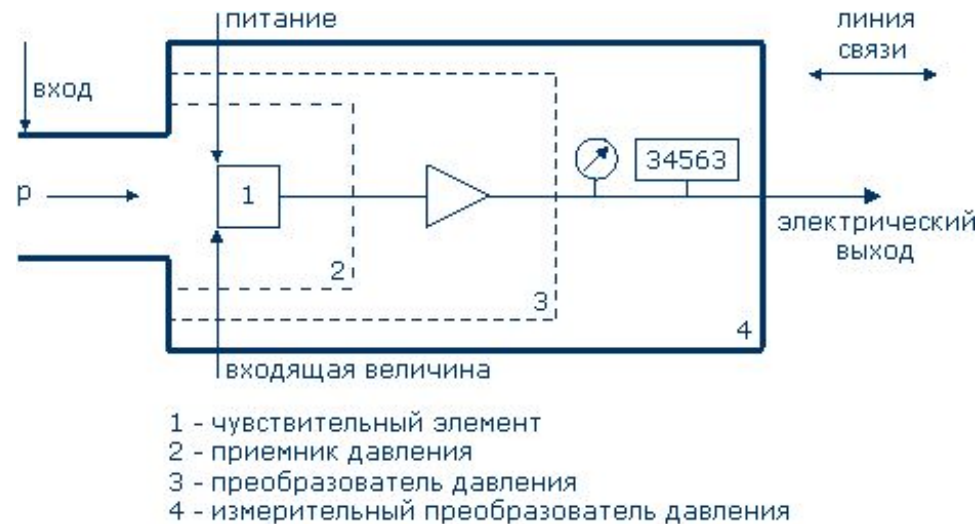 питание
линия
связи
вход
34563
p
1
электрический
выход
2
3
4
входящая величина
1 - чувствительный элемент
2 - приемник давления
3 - преобразователь давления
4 - измерительный преобразователь давления